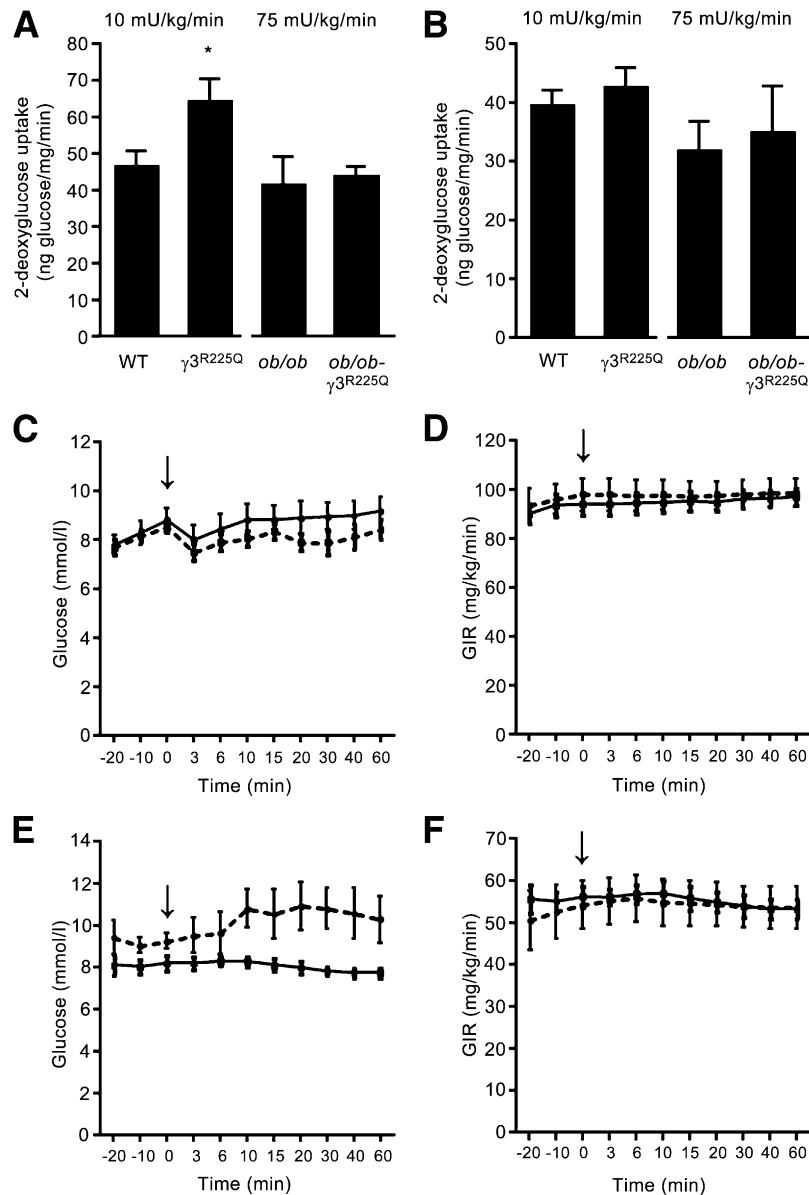 A
10 mU/kg/min 75 mU/kg/min
2-deoxyglucose uptake
(ng glucose/mg/min)
80
70
60
50
40
30
20
10
0
*
WT γ3R225Q ob/ob ob/ob-
γ3R225Q
B
10 mU/kg/min 75 mU/kg/min
2-deoxyglucose uptake
(ng glucose/mg/min)
50
40
30
20
10
0
WT γ3R225Q ob/ob ob/ob-
γ3R225Q
C
Glucose (mmol/l)
12
10
8
6
4
2
0
-20 -10 0 3 6 10 15 20 30 40 60
Time (min)
D
GIR (mg/kg/min)
120
100
80
60
40
20
0
-20 -10 0 3 6 10 15 20 30 40 60
Time (min)
E
Glucose (mmol/l)
14
12
10
8
6
4
2
0
-20 -10 0 3 6 10 15 20 30 40 60
Time (min)
F
GIR (mg/kg/min)
70
60
50
40
30
20
10
0
-20 -10 0 3 6 10 15 20 30 40 60
Time (min)